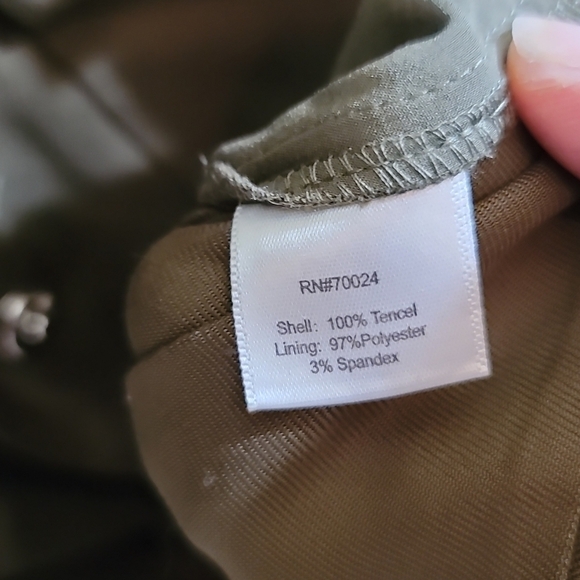 RN#70024
Shell: 100% Tencel
Lining: 97%Polyester
3% Spandex